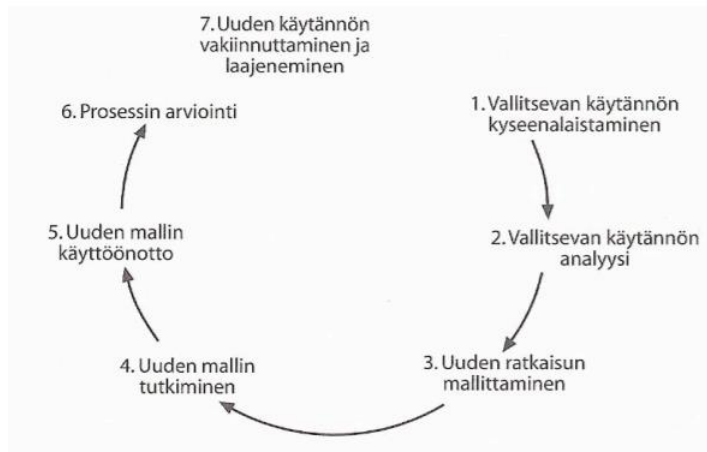 7. Uuden käytännön
vakiinnuttaminen ja
laajeneminen
1. Vallitsevan käytännön
kyseenalaistaminen
2. Vallitsevan käytännön
analyysi
3. Uuden ratkaisun
mallittaminen
4. Uuden mallin
tutkiminen
5. Uuden mallin
käyttöönotto
6. Prosessin arviointi